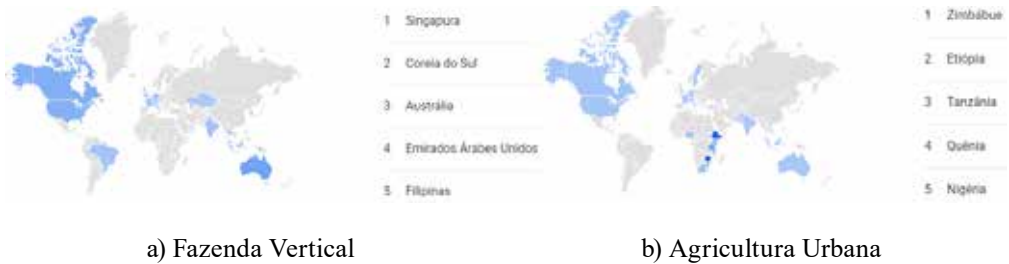 1 Singapura
2 Coreia do Sul
3 Austrália
4 Emirados Árabes Unidos
5 Filipinas
1 Zimbábue
2 Etiópia
3 Tanzânia
4 Quênia
5 Nigéria
a) Fazenda Vertical
b) Agricultura Urbana